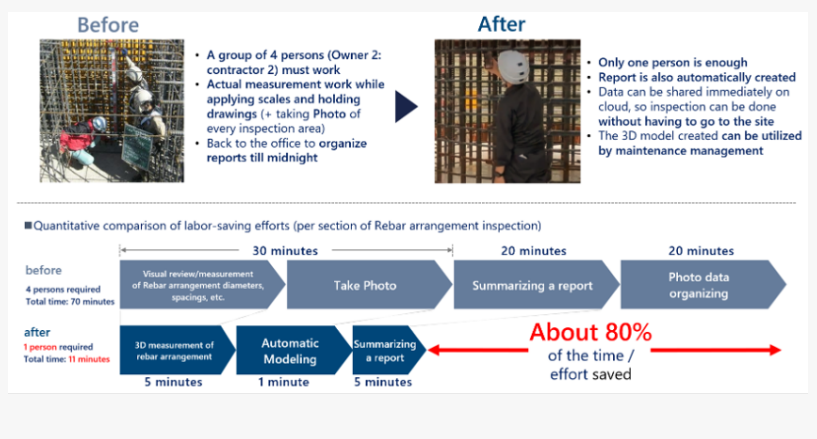 Before
After
• A group of 4 persons (Owner 2:
contractor 2) must work
• Actual measurement work while
applying scales and holding
drawings (+ taking Photo of
every inspection area)
• Back to the office to organize
reports till midnight
• Only one person is enough
• Report is also automatically created
• Data can be shared immediately on
cloud, so inspection can be done
without having to go to the site
• The 3D model created can be utilized
by maintenance management
■Quantitative comparison of labor-saving efforts (per section of Rebar arrangement inspection)
30 minutes
20 minutes
20 minutes
before
4 persons required
Total time: 70 minutes
Visual review/measurement
of Rebar arrangement diameters,
spacings, etc.
Take Photo
Summarizing a report
Photo data
organizing
after
1 person required
Total time: 11 minutes
3D measurement of
rebar arrangement
Automatic
Modeling
Summarizing
a report
5 minutes
1 minute
5 minutes
About 80%
of the time /
effort saved